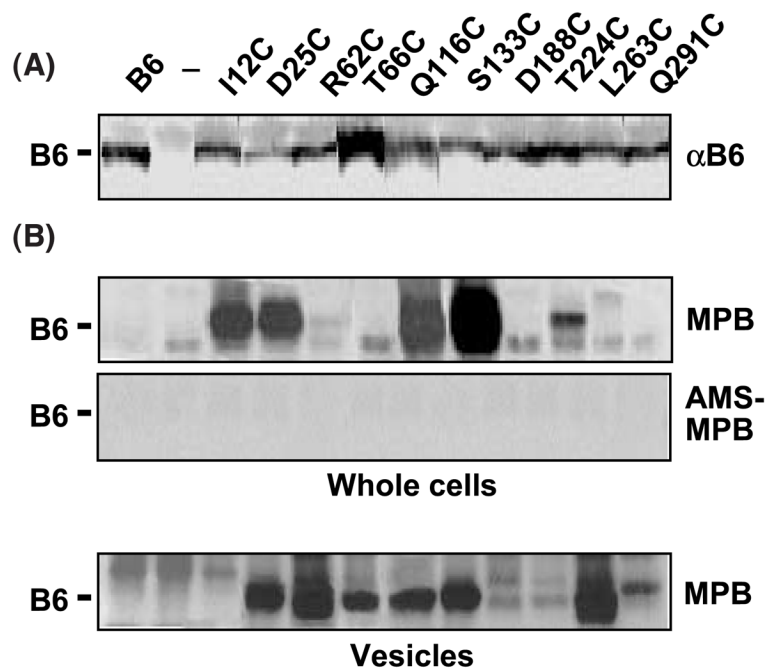 (A)
B6 – I12C D25C R62C T66C Q116C S133C D188C T224C L263C Q291C
B6 - αB6
(B)
B6 - MPB
B6 - AMS-
MPB
Whole cells
B6 - MPB
Vesicles